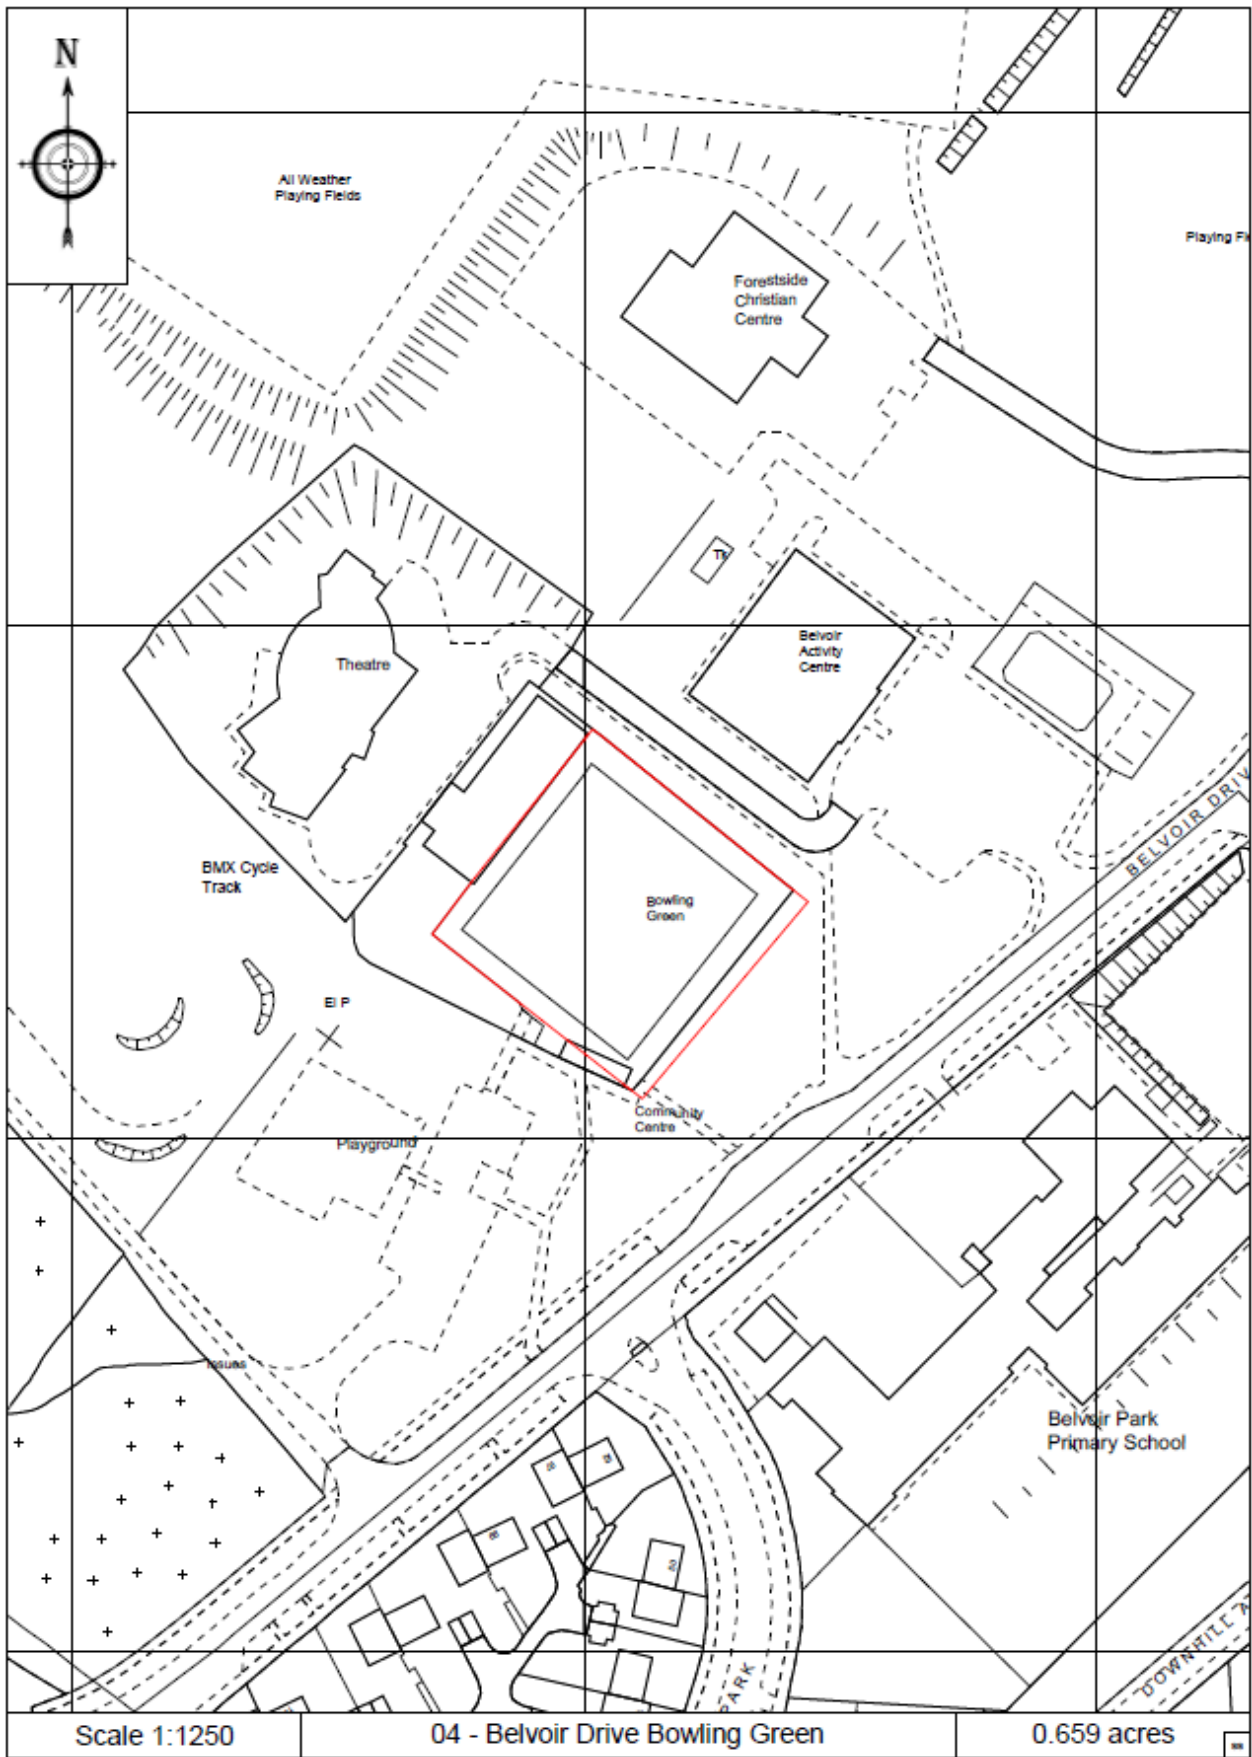 N
All Weather
Playing Fields
Playing Fi
Forestside
Christian
Centre
Belvoir
Activity
Centre
Theatre
BELVOIR DRIV
BMX Cycle
Track
Bowling
Green
El P
Community
Centre
Playground
Issues
Belvoir Park
Primary School
PARK
DOWNHILL A
Scale 1:1250
04 - Belvoir Drive Bowling Green
0.659 acres